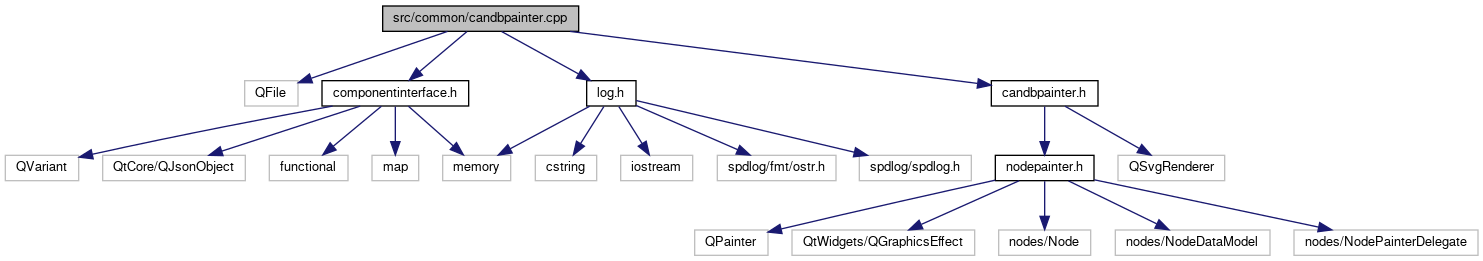 src/common/candbpainter.cpp
QFile
componentinterface.h
log.h
candbpainter.h
QVariant
QtCore/QJsonObject
functional
map
memory
cstring
iostream
spdlog/fmt/ostr.h
spdlog/spdlog.h
nodepainter.h
QSvgRenderer
QPainter
QtWidgets/QGraphicsEffect
nodes/Node
nodes/NodeDataModel
nodes/NodePainterDelegate